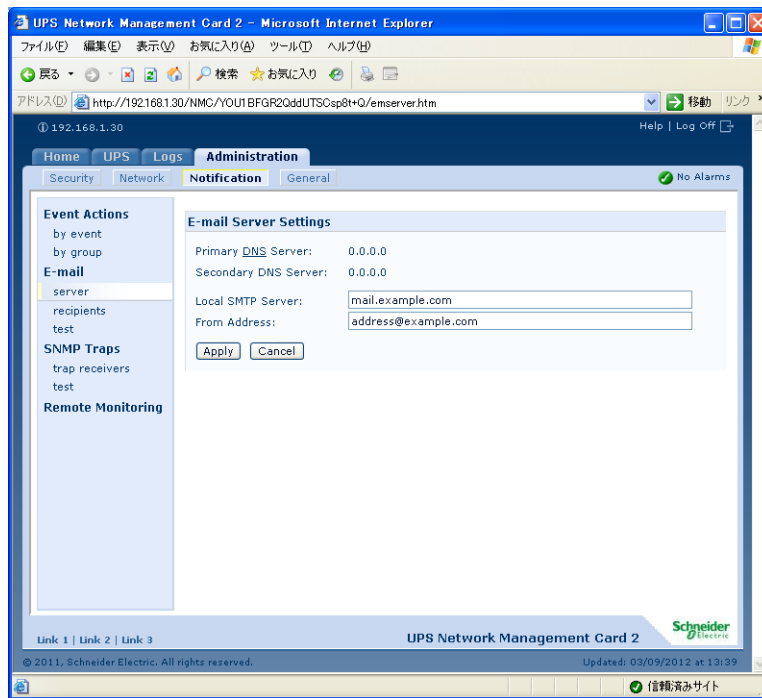 UPS Network Management Card 2 - Microsoft Internet Explorer
ファイル(F) 編集(E) 表示(V) お気に入り(A) ツール(T) ヘルプ(H)
戻る 検索 お気に入り
アドレス(D) http://192.168.1.30/NMC/YOU1BFGR2QddUTSCsp8t+Q/emserver.htm 移動 リンク »
192.168.1.30 Help | Log Off
Home UPS Logs Administration
Security Network Notification General No Alarms
Event Actions
by event
by group
E-mail
server
recipients
test
SNMP Traps
trap receivers
test
Remote Monitoring
E-mail Server Settings
Primary DNS Server: 0.0.0.0
Secondary DNS Server: 0.0.0.0
Local SMTP Server: mail.example.com
From Address: address@example.com
Apply Cancel
Link 1 | Link 2 | Link 3 UPS Network Management Card 2 Schneider Electric
© 2011, Schneider Electric. All rights reserved. Updated: 03/09/2012 at 13:39
信頼済みサイト